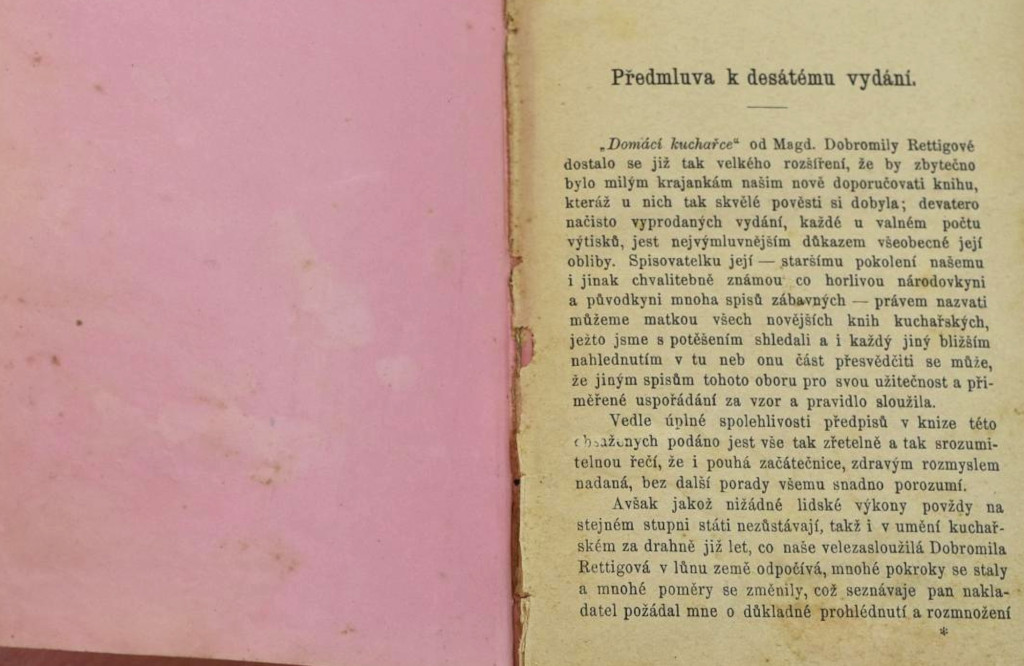 Předmluva k desátému vydání.
„Domácí kuchařce“ od Magd. Dobromily Rettigové
dostalo se již tak velkého rozšíření, že by zbytečno
bylo milým krajankám našim nově doporučovati knihu,
kteráž u nich tak skvělé pověsti si dobyla; devatero
načisto vyprodaných vydání, každé u valném počtu
výtisků, jest nejvýmluvnějším důkazem všeobecné její
obliby. Spisovatelku její — staršímu pokolení našemu
i jinak chvalitebně známou co horlivou národovkyni
a původkyni mnoha spisů zábavných — právem nazvati
můžeme matkou všech novějších knih kuchařských,
ježto jsme s potěšením shledali a i každý jiný bližším
nahlednutím v tu neb onu část přesvědčiti se může,
že jiným spisům tohoto oboru pro svou užitečnost a při-
měřené uspořádání za vzor a pravidlo sloužila.
Vedle úplné spolehlivosti předpisů v knize této
obsažených podáno jest vše tak zřetelně a tak srozumi-
telnou řečí, že i pouhá začátečnice, zdravým rozmyslem
nadaná, bez další porady všemu snadno porozumí.
Avšak jakož nižádné lidské výkony povždy na
stejném stupni státi nezůstávají, takž i v umění kuchař-
ském za drahně již let, co naše velezasloužilá Dobromila
Rettigová v lůnu země odpočívá, mnohé pokroky se staly
a mnohé poměry se změnily, což seznávaje pan nakla-
datel požádal mne o důkladné prohlédnutí a rozmnožení
*